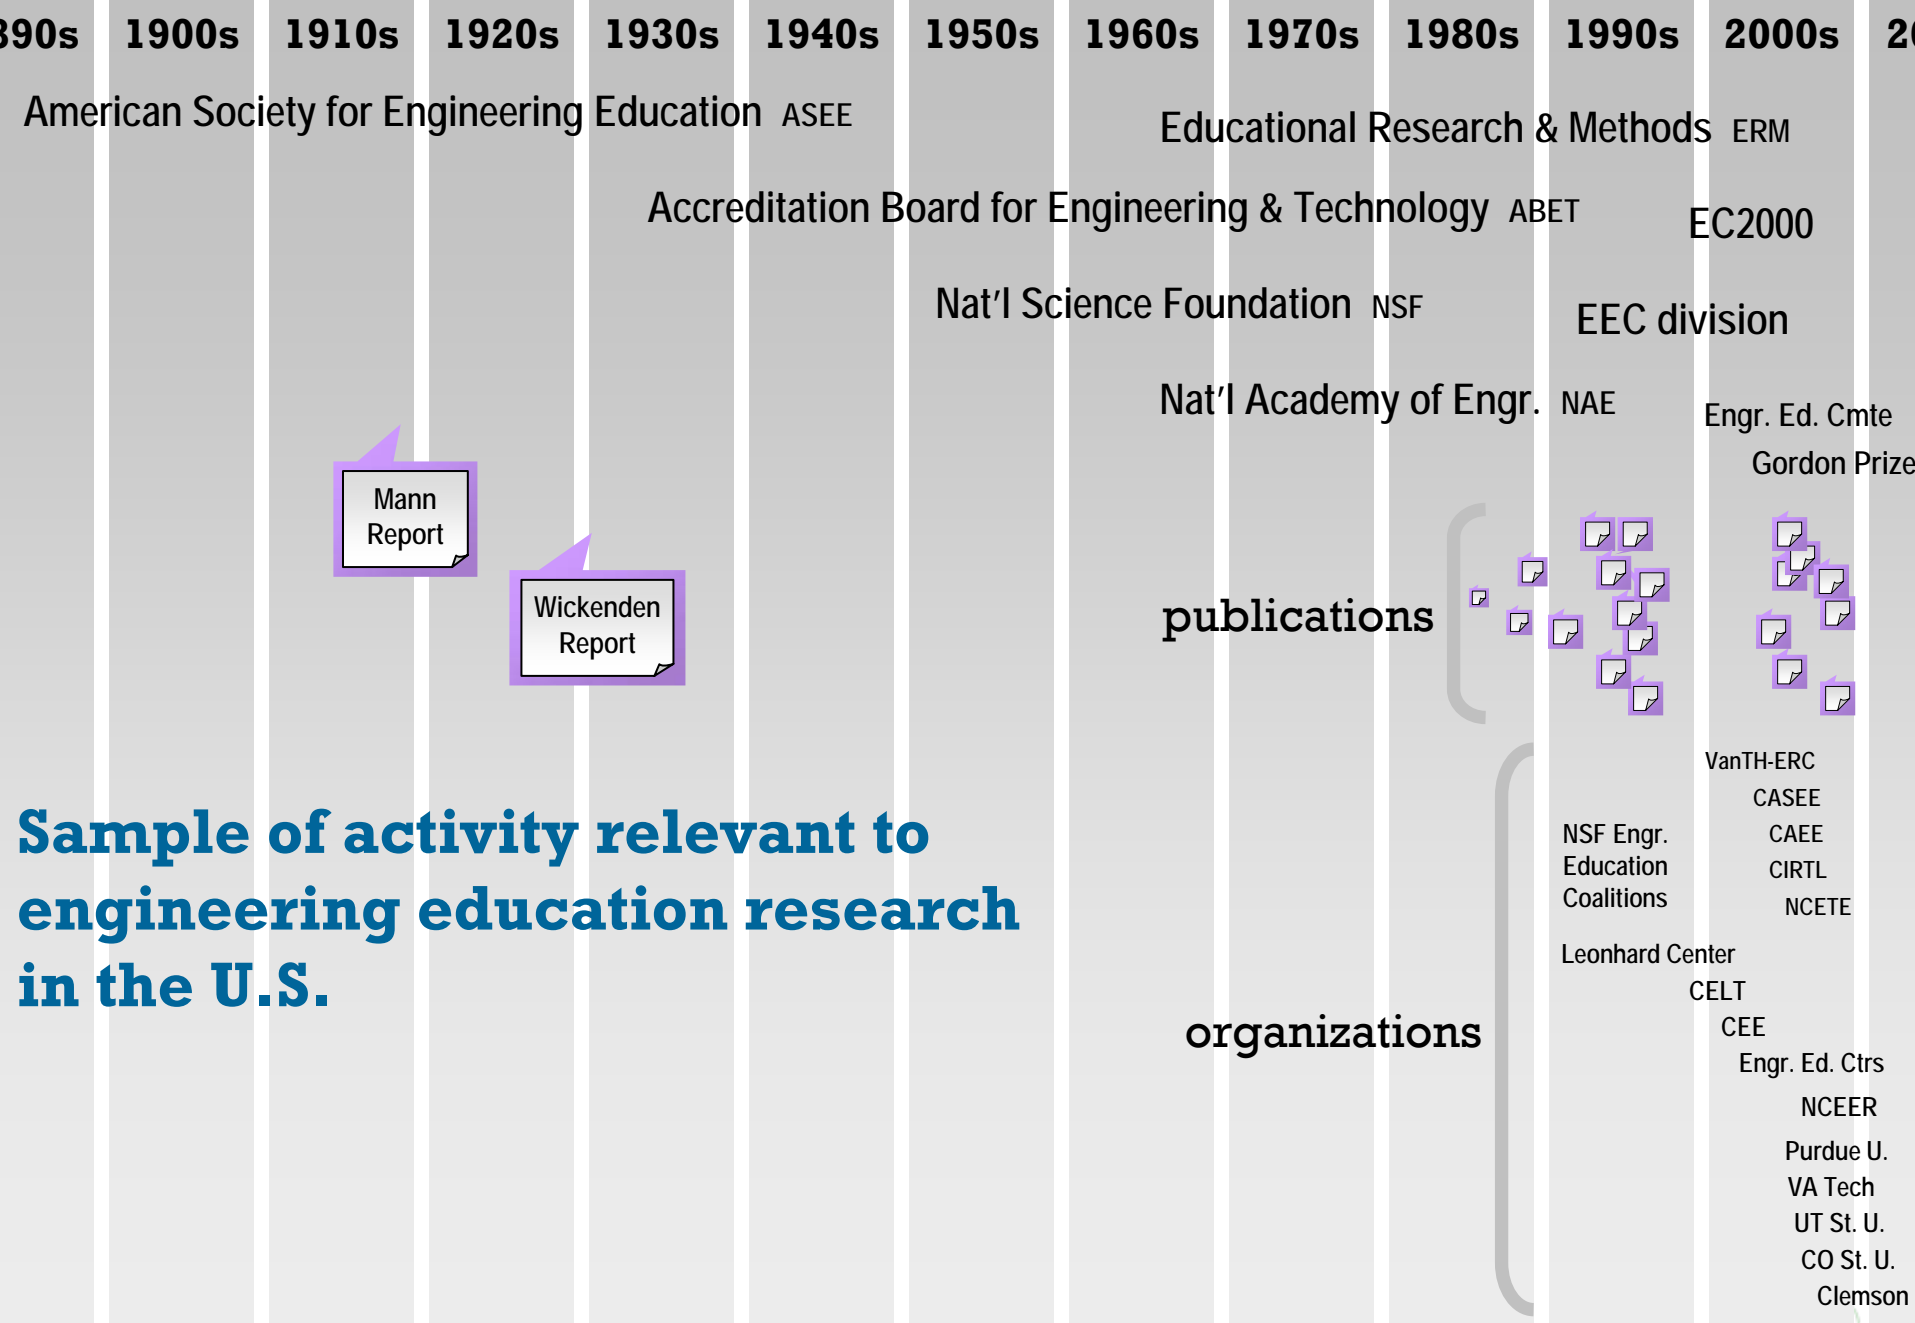 890s 1900s 1910s 1920s 1930s 1940s 1950s 1960s 1970s 1980s 1990s 2000s 20
American Society for Engineering Education ASEE
Educational Research & Methods ERM
Accreditation Board for Engineering & Technology ABET
EC2000
Nat'l Science Foundation NSF
EEC division
Nat'l Academy of Engr. NAE
Engr. Ed. Cmte
Gordon Prize
Mann
Report
Wickenden
Report
publications
Sample of activity relevant to
engineering education research
in the U.S.
organizations
NSF Engr.
Education
Coalitions
VanTH-ERC
CASEE
CAEE
CIRTL
NCETE
Leonhard Center
CELT
CEE
Engr. Ed. Ctrs
NCEER
Purdue U.
VA Tech
UT St. U.
CO St. U.
Clemson